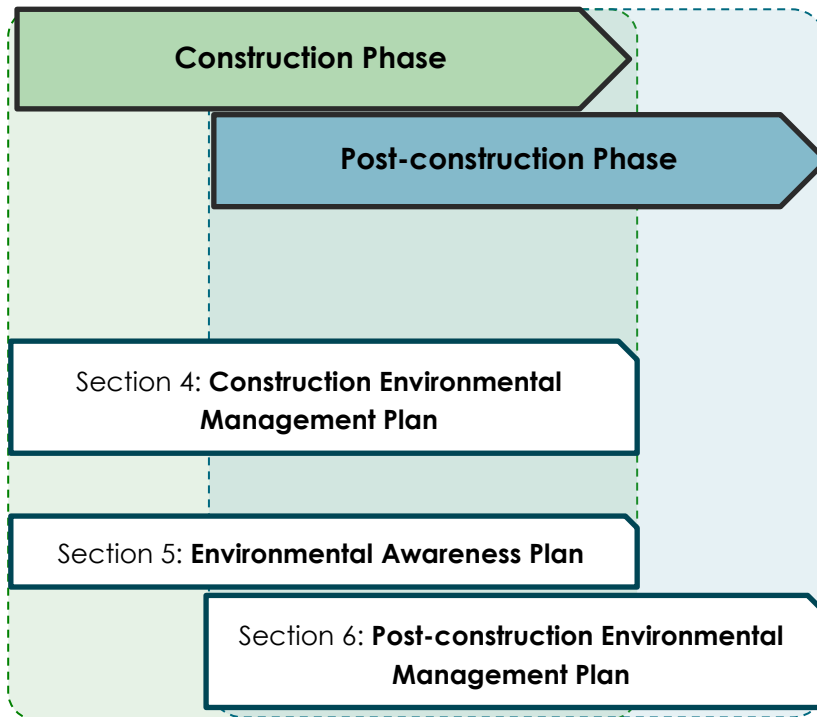 Construction Phase
Post-construction Phase
Section 4: Construction Environmental
Management Plan
Section 5: Environmental Awareness Plan
Section 6: Post-construction Environmental
Management Plan